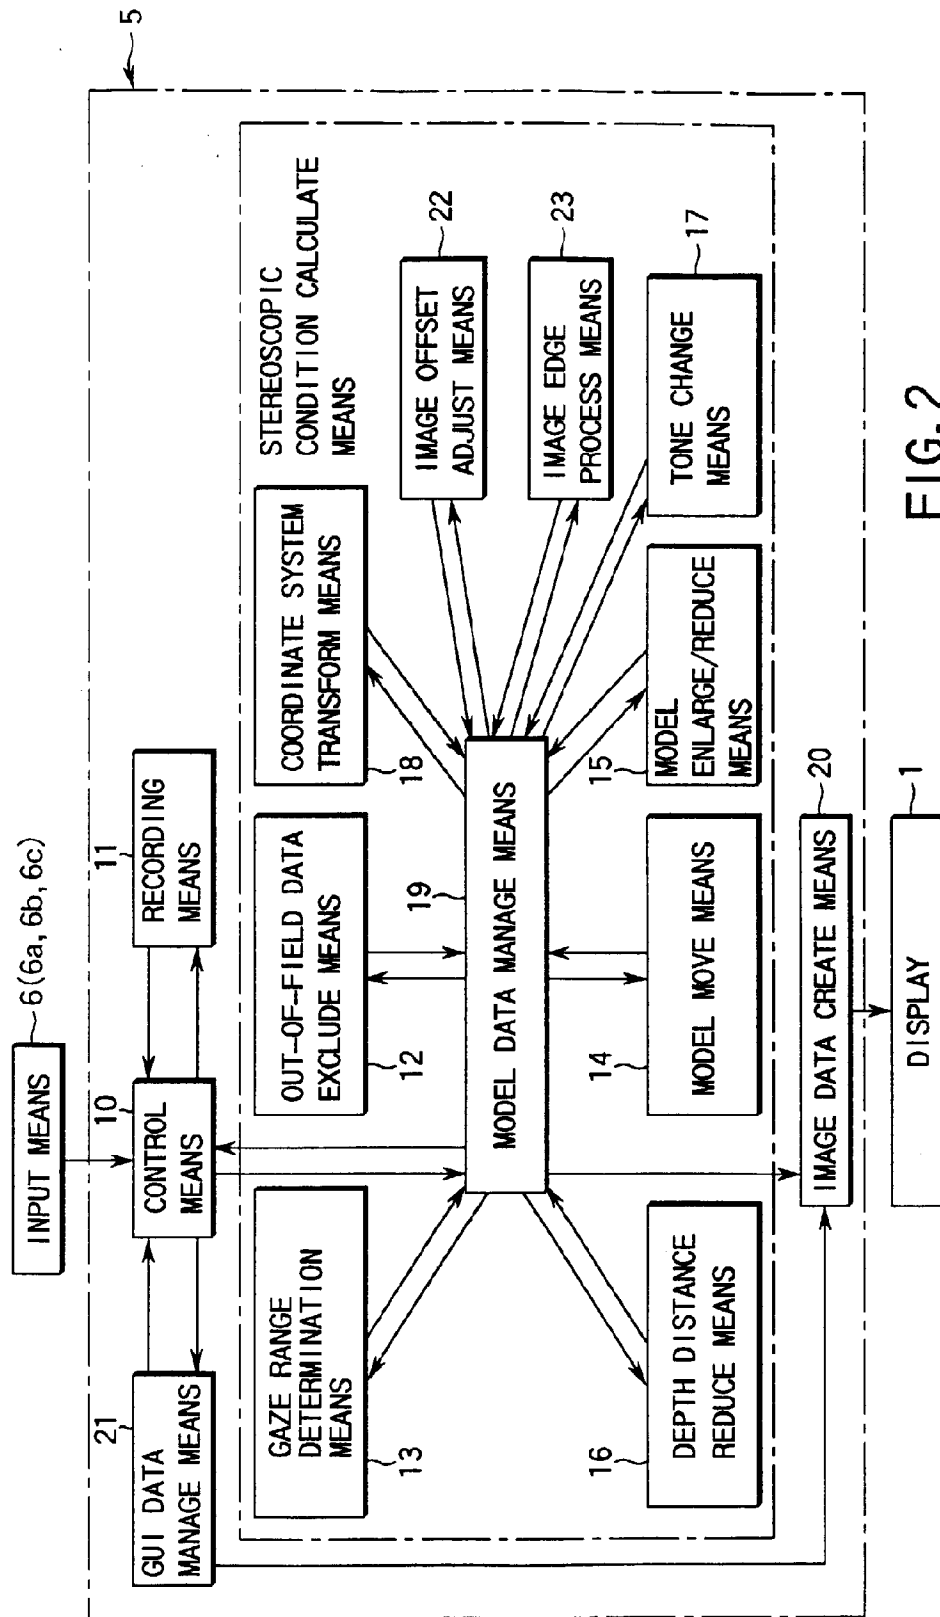 5
INPUT MEANS
6(6a, 6b, 6c)
GUI DATA
MANAGE MEANS
21
CONTROL
MEANS
10
RECORDING
MEANS
11
STEREOSCOPIC
CONDITION CALCULATE
MEANS
GAZE RANGE
DETERMINATION
MEANS
13
OUT-OF-FIELD DATA
EXCLUDE MEANS
12
COORDINATE SYSTEM
TRANSFORM MEANS
18
IMAGE OFFSET
ADJUST MEANS
22
IMAGE EDGE
PROCESS MEANS
23
MODEL DATA MANAGE MEANS
19
DEPTH DISTANCE
REDUCE MEANS
16
MODEL MOVE MEANS
14
MODEL
ENLARGE/REDUCE
MEANS
15
TONE CHANGE
MEANS
17
IMAGE DATA CREATE MEANS
20
DISPLAY
1
FIG. 2